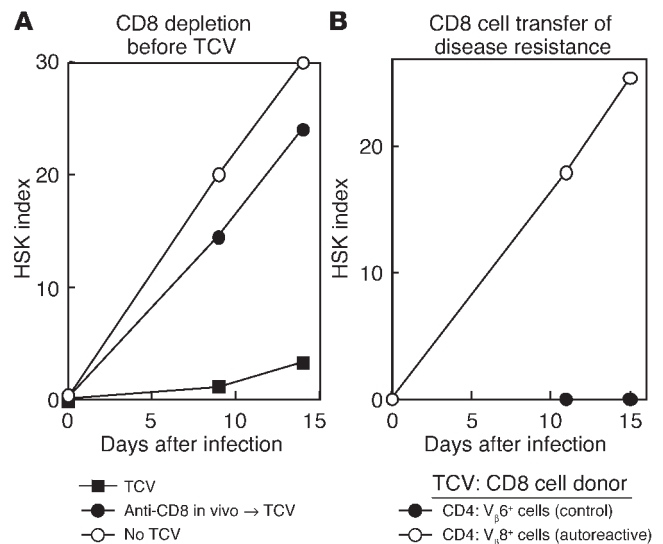 A
CD8 depletion
before TCV
30
20
10
0
HSK index
0 5 10 15
Days after infection
TCV
Anti-CD8 in vivo → TCV
No TCV
B
CD8 cell transfer of
disease resistance
20
10
0
HSK index
0 5 10 15
Days after infection
TCV: CD8 cell donor
CD4: Vβ6⁺ cells (control)
CD4: Vβ8⁺ cells (autoreactive)